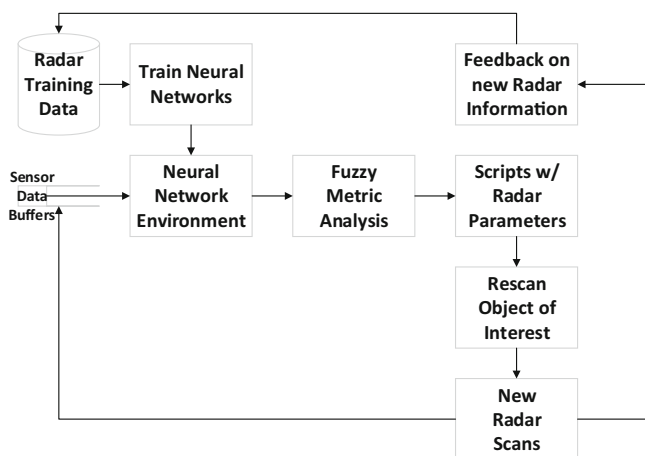 Radar
Training
Data
Train Neural
Networks
Feedback on
new Radar
Information
Sensor
Data
Buffers
Neural
Network
Environment
Fuzzy
Metric
Analysis
Scripts w/
Radar
Parameters
Rescan
Object of
Interest
New
Radar
Scans